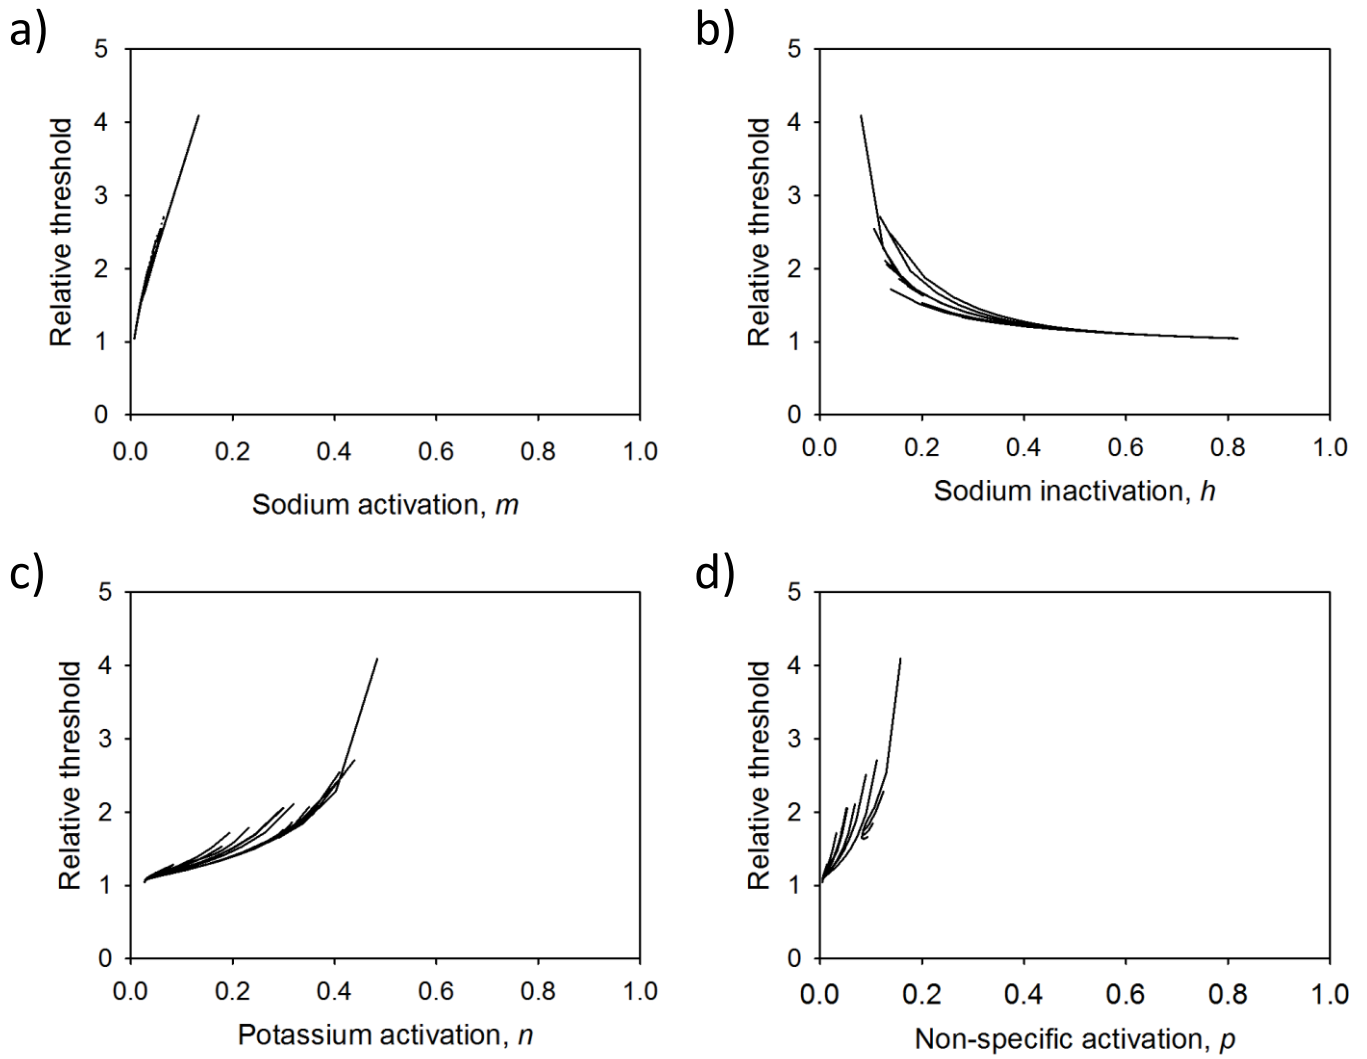 a)
5
4
3
2
1
0
Relative threshold
0.0 0.2 0.4 0.6 0.8 1.0
Sodium activation, m
b)
5
4
3
2
1
0
Relative threshold
0.0 0.2 0.4 0.6 0.8 1.0
Sodium inactivation, h
c)
5
4
3
2
1
0
Relative threshold
0.0 0.2 0.4 0.6 0.8 1.0
Potassium activation, n
d)
5
4
3
2
1
0
Relative threshold
0.0 0.2 0.4 0.6 0.8 1.0
Non-specific activation, p